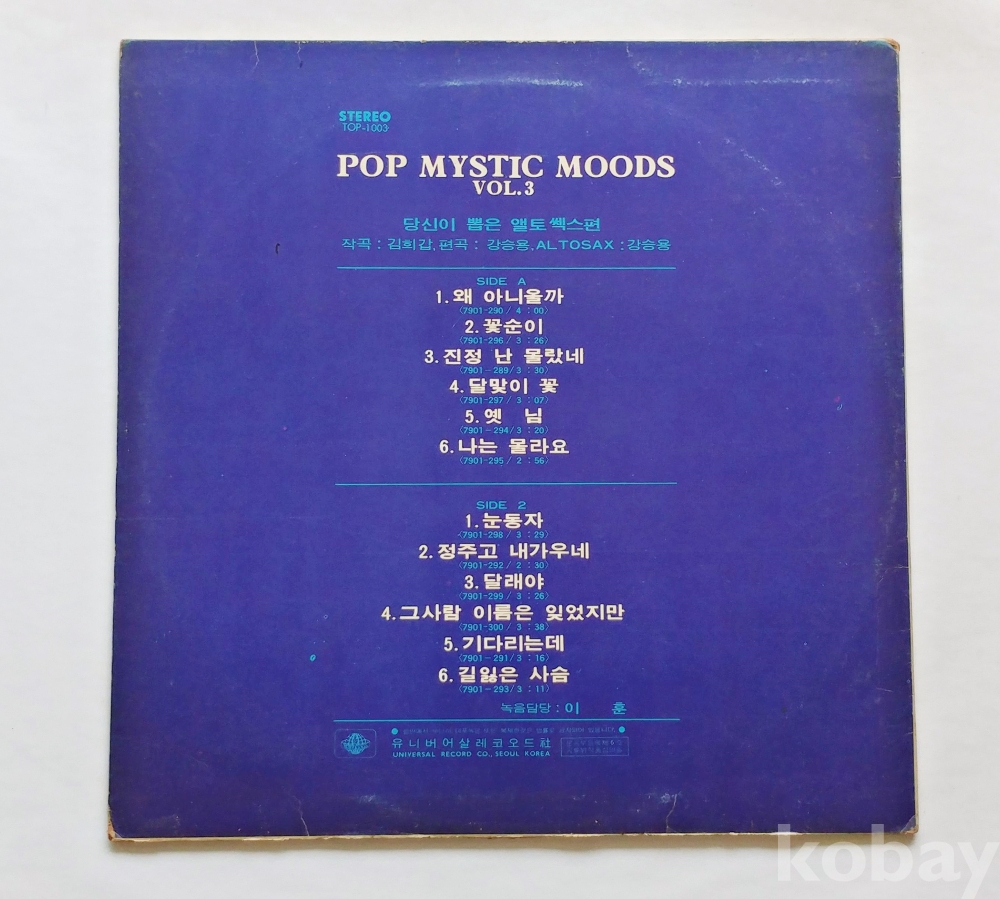 STEREO
TOP-1003
POP MYSTIC MOODS
VOL.3
당신이 뽑은 앨토쌕스편
작곡 : 김희갑, 편곡 : 강승용, ALTOSAX : 강승용
SIDE A
1. 왜 아니올까
(7901-290 / 4 : 00)
2. 꽃순이
(7901-296 / 3 : 26)
3. 진정 난 몰랐네
(7901-289/3 : 30)
4. 달맞이 꽃
(7901-297 / 3 : 07)
5. 옛 님
(7901-294/3 : 20)
6. 나는 몰라요
(7901-295 / 2 : 56)
SIDE 2
1. 눈동자
(7901-298 / 3 : 29)
2. 정주고 내가우네
(7901-292 / 2 : 30)
3. 달래야
(7901-299 / 3 : 26)
4. 그사람 이름은 잊었지만
(7901-300 / 3 : 38)
5. 기다리는데
(7901-291/3 : 16)
6. 길잃은 사슴
(7901-293/3 : 11)
녹음담당 : 이 훈
유니버어살레코오드社
UNIVERSAL RECORD CO., SEOUL KOREA
kobay